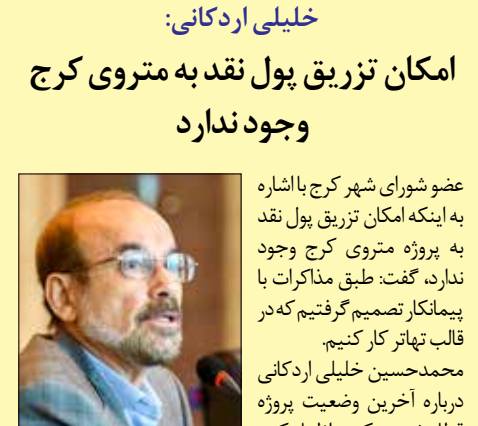 خلیلی اردکانی:
امکان تزریق پول نقد به متروی کرج
وجود ندارد
عضو شورای شهر کرج با اشاره
به اینکه امکان تزریق پول نقد
به پروژه متروی کرج وجود
ندارد، گفت: طبق مذاکرات با
پیمانکار تصمیم گرفتیم که در
قالب تهاتر کار کنیم.
محمدحسین خلیلی اردکانی
درباره آخرین وضعیت پروژه